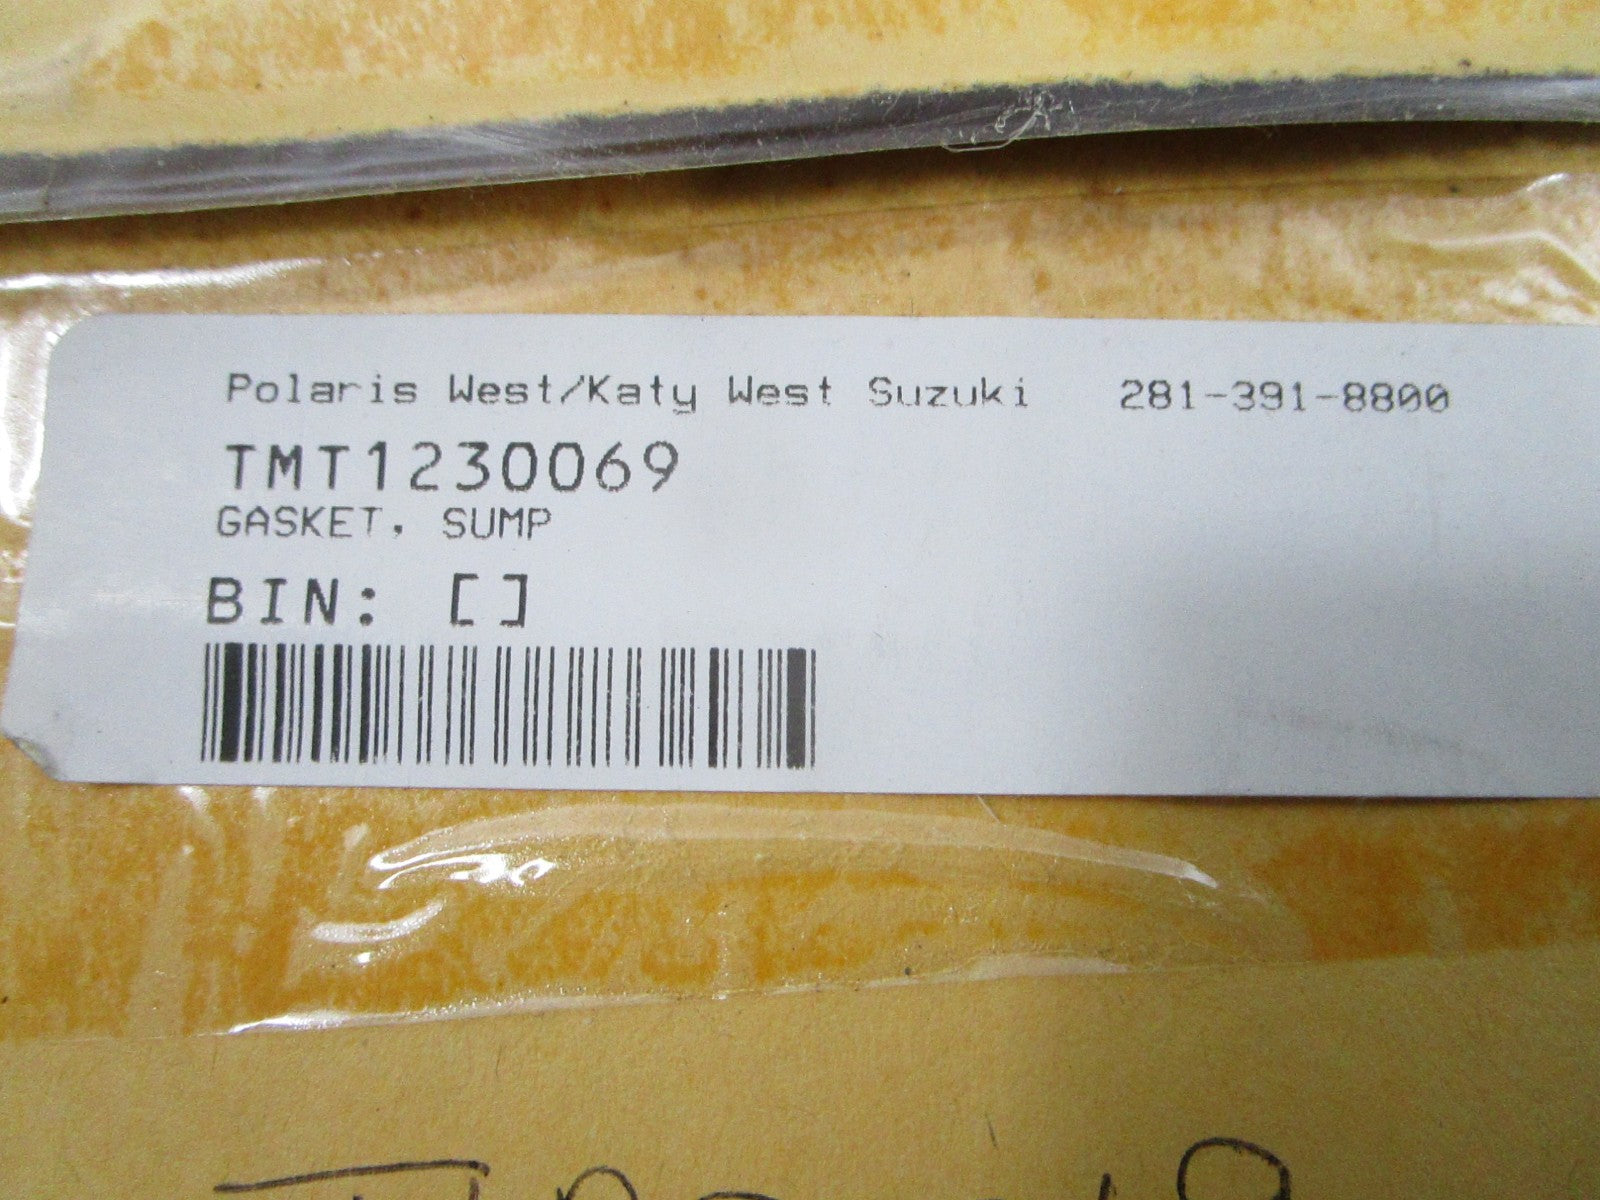 Polaris West/Katy West Suzuki 281-391-8800
TMT1230069
GASKET, SUMP
BIN: []